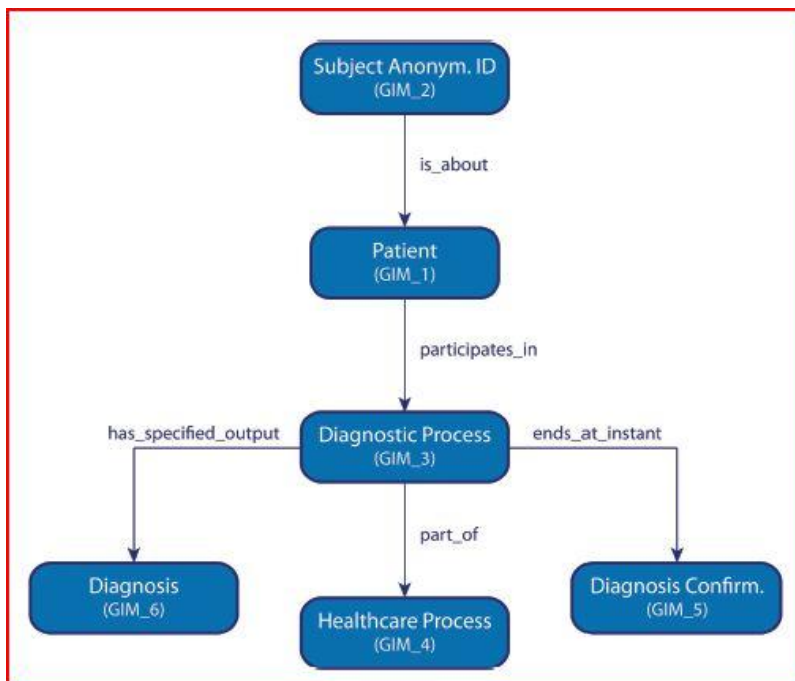 Subject Anonym. ID
(GIM_2)
is_about
Patient
(GIM_1)
participates_in
has_specified_output
Diagnostic Process
(GIM_3)
ends_at_instant
part_of
Diagnosis
(GIM_6)
Healthcare Process
(GIM_4)
Diagnosis Confirm.
(GIM_5)